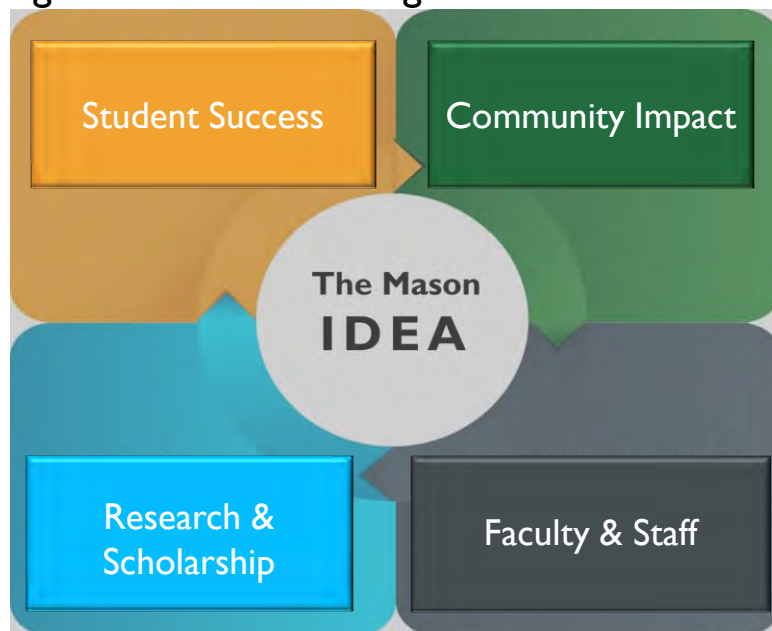 Student Success
Community Impact
The Mason
IDEA
Research &
Scholarship
Faculty & Staff